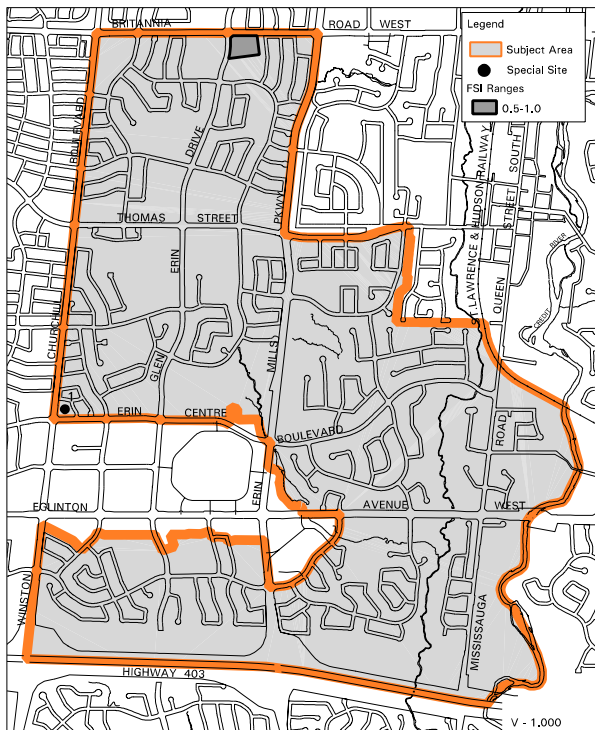 BRITANNIA
ROAD WEST
Legend
Subject Area
Special Site
FSI Ranges
0.5-1.0
BOULEVARD
DRIVE
ST.LAWRENCE & HUDSON RAILWAY
SOUTH
STREET
PKWY
THOMAS STREET
ERIN
RIVER
QUEEN
CREDIT
CHURCHILL
GLEN
MILLS
1
ERIN CENTRE
BOULEVARD
ROAD
ERIN
EGLINTON
AVENUE WEST
WINSTON
MISSISSAUGA
HIGHWAY 403
V - 1.000